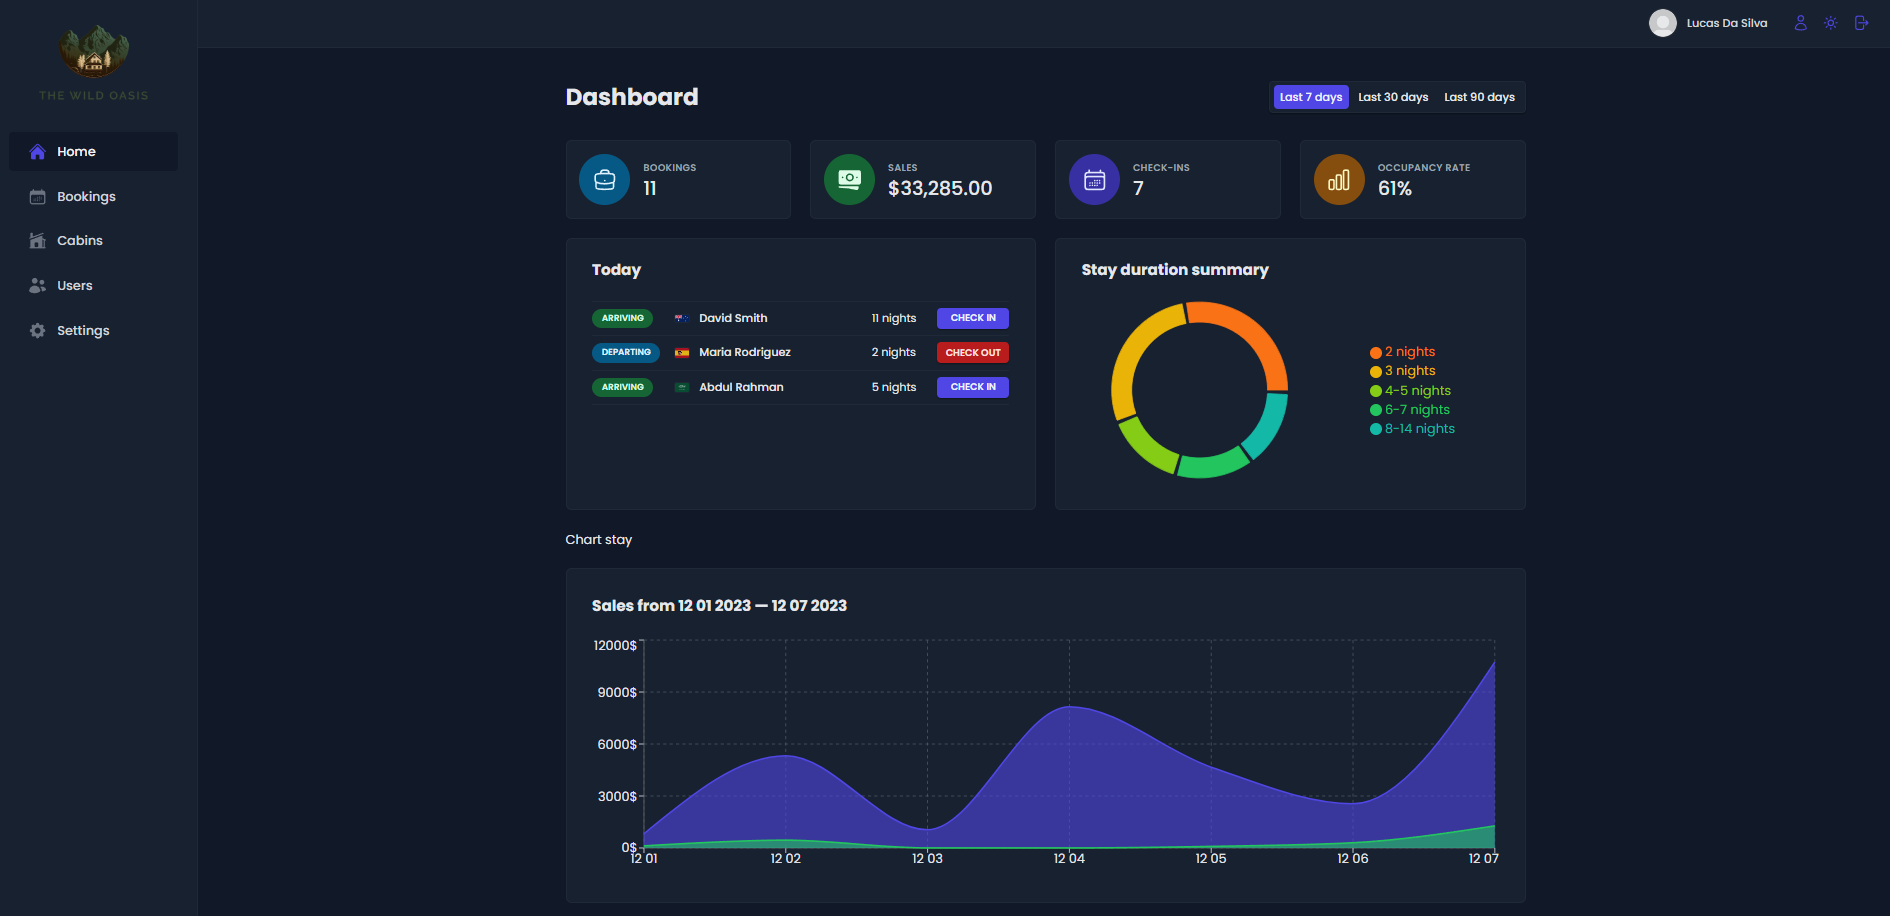 THE WILD OASIS
Home
Bookings
Cabins
Users
Settings
Lucas Da Silva
Dashboard
Last 7 days Last 30 days Last 90 days
BOOKINGS
11
SALES
$33,285.00
CHECK-INS
7
OCCUPANCY RATE
61%
Today
ARRIVING David Smith 11 nights CHECK IN
DEPARTING Maria Rodriguez 2 nights CHECK OUT
ARRIVING Abdul Rahman 5 nights CHECK IN
Stay duration summary
2 nights
3 nights
4-5 nights
6-7 nights
8-14 nights
Chart stay
Sales from 12 01 2023 — 12 07 2023
12000$
9000$
6000$
3000$
0$
12 01 12 02 12 03 12 04 12 05 12 06 12 07